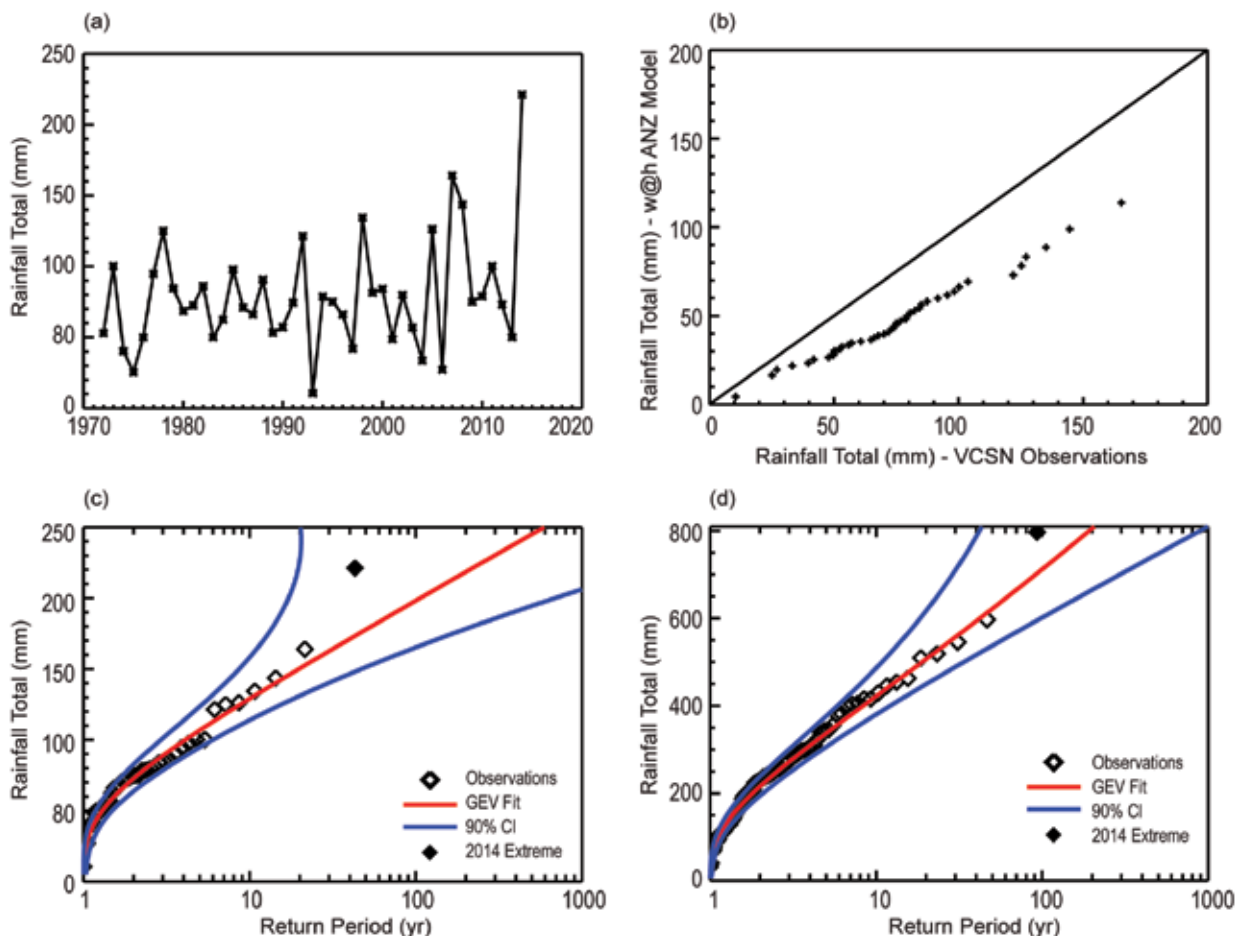 (a)
250
200
150
100
80
0
1970 1980 1990 2000 2010 2020
Rainfall Total (mm)
(b)
200
150
100
50
0
0 50 100 150 200
Rainfall Total (mm) - w@h ANZ Model
Rainfall Total (mm) - VCSN Observations
(c)
250
200
150
100
80
0
1 10 100 1000
Rainfall Total (mm)
Return Period (yr)
Observations
GEV Fit
90% CI
2014 Extreme
(d)
800
600
400
200
0
1 10 100 1000
Rainfall Total (mm)
Return Period (yr)
Observations
GEV Fit
90% CI
2014 Extreme